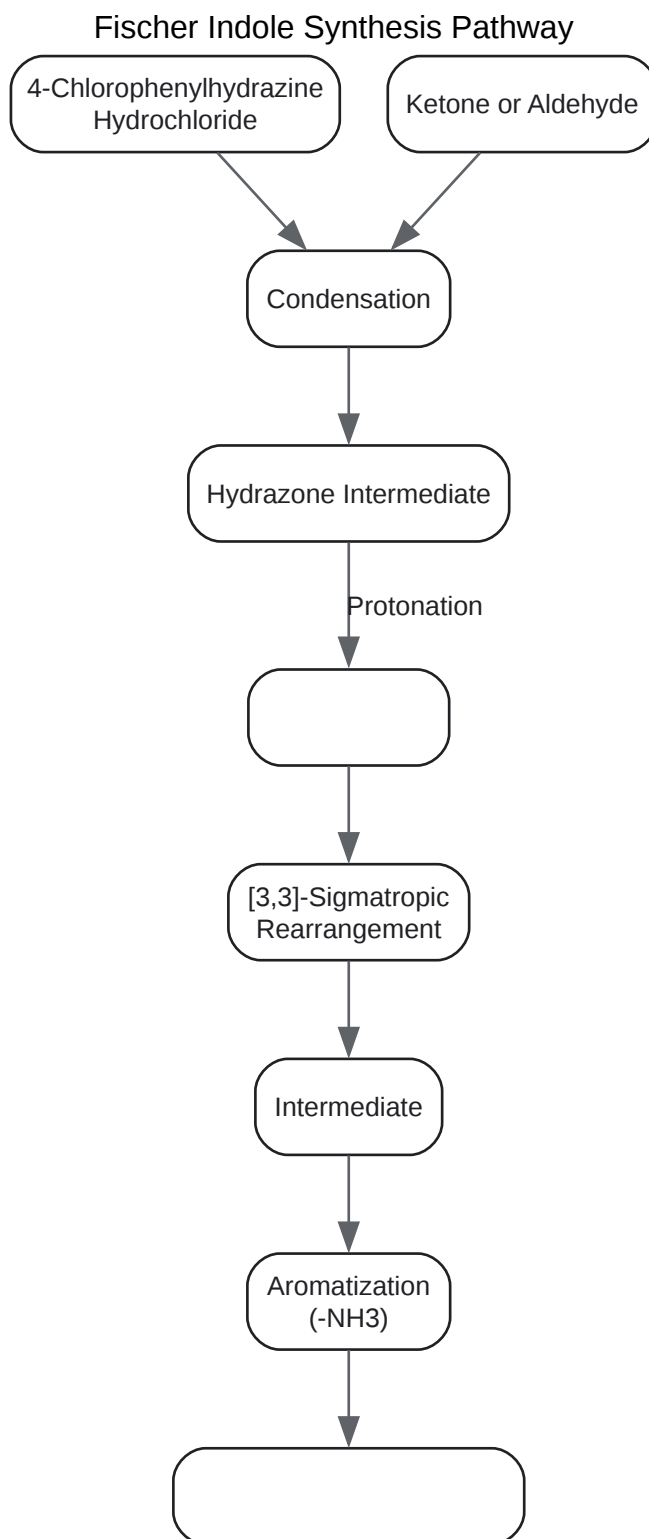 Fischer Indole Synthesis Pathway
4-Chlorophenylhydrazine
Hydrochloride
Ketone or Aldehyde
Condensation
Hydrazone Intermediate
Protonation
[3,3]-Sigmatropic
Rearrangement
Intermediate
Aromatization
(-NH3)